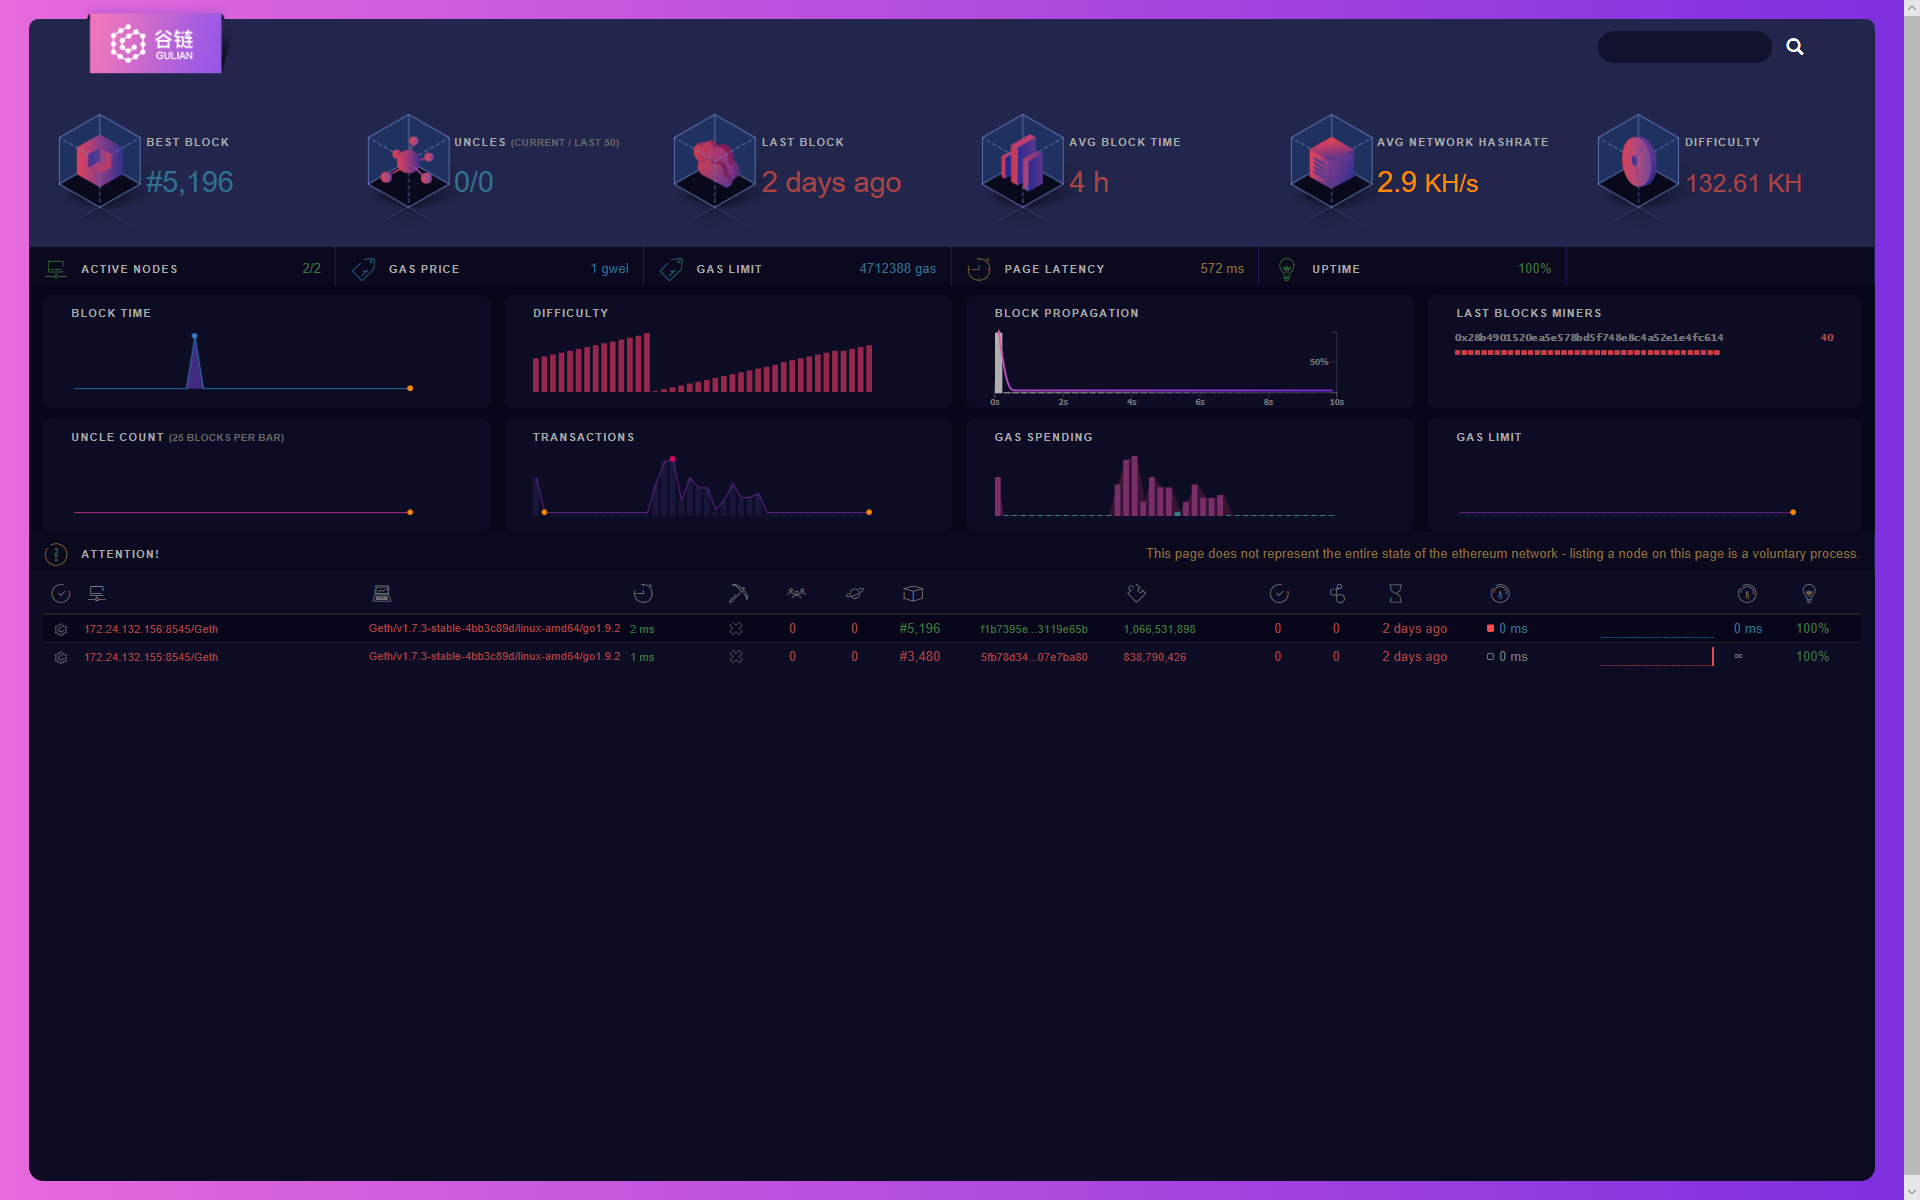 谷链
GULIAN
BEST BLOCK
#5,196
UNCLES (CURRENT / LAST 50)
0/0
LAST BLOCK
2 days ago
AVG BLOCK TIME
4 h
AVG NETWORK HASHRATE
2.9 KH/s
DIFFICULTY
132.61 KH
ACTIVE NODES 2/2
GAS PRICE 1 gwei
GAS LIMIT 4712388 gas
PAGE LATENCY 572 ms
UPTIME 100%
BLOCK TIME
DIFFICULTY
BLOCK PROPAGATION
50%
0s 2s 4s 6s 8s 10s
LAST BLOCKS MINERS
0x28b4901520ea5e578bd5f748e8c4a52e1e4fc614 40
UNCLE COUNT (25 BLOCKS PER BAR)
TRANSACTIONS
GAS SPENDING
GAS LIMIT
ATTENTION! This page does not represent the entire state of the ethereum network - listing a node on this page is a voluntary process.
172.24.132.156:8545/Geth Geth/v1.7.3-stable-4bb3c89d/linux-amd64/go1.9.2 2 ms 0 0 #5,196 f1b7395e...3119e65b 1,066,531,898 0 0 2 days ago 0 ms 0 ms 100%
172.24.132.155:8545/Geth Geth/v1.7.3-stable-4bb3c89d/linux-amd64/go1.9.2 1 ms 0 0 #3,480 5fb78d34...07e7ba80 838,790,426 0 0 2 days ago 0 ms ∞ 100%